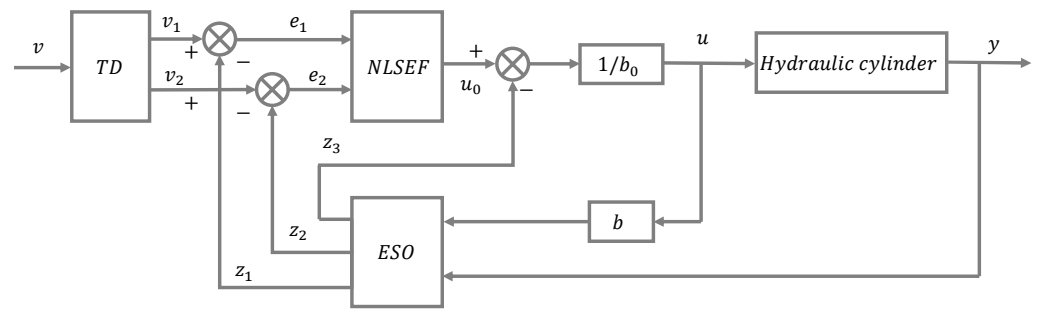 v
TD
v₁
+
−
e₁
v₂
+
−
e₂
NLSEF
+
u₀
−
1/b₀
u
Hydraulic cylinder
y
z₃
z₂
z₁
ESO
b